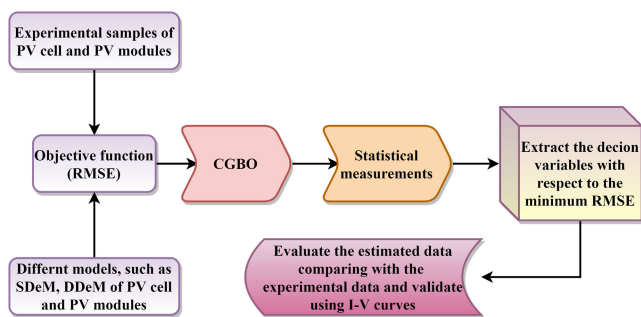 Experimental samples of
PV cell and PV modules
Objective function
(RMSE)
CGBO
Statistical
measurements
Extract the decion
variables with
respect to the
minimum RMSE
Differnt models, such as
SDeM, DDeM of PV cell
and PV modules
Evaluate the estimated data
comparing with the
experimental data and validate
using I-V curves